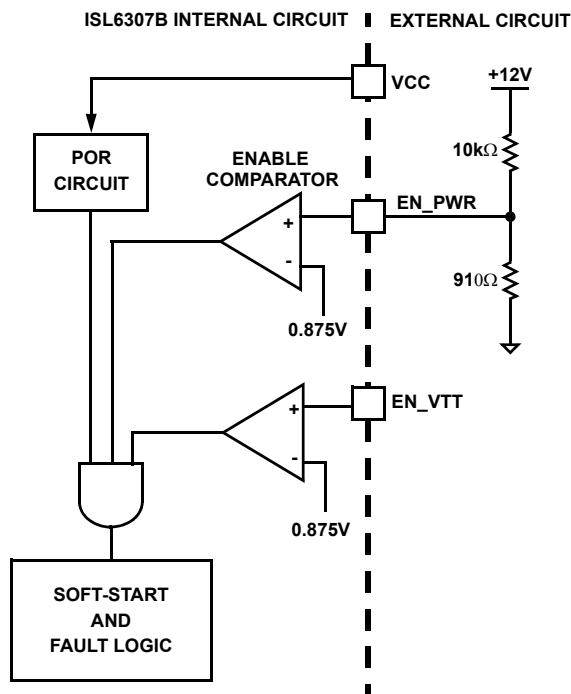 ISL6307B INTERNAL CIRCUIT
EXTERNAL CIRCUIT
VCC
+12V
POR
CIRCUIT
ENABLE
COMPARATOR
10kΩ
EN_PWR
+
-
910Ω
0.875V
EN_VTT
+
-
0.875V
SOFT-START
AND
FAULT LOGIC